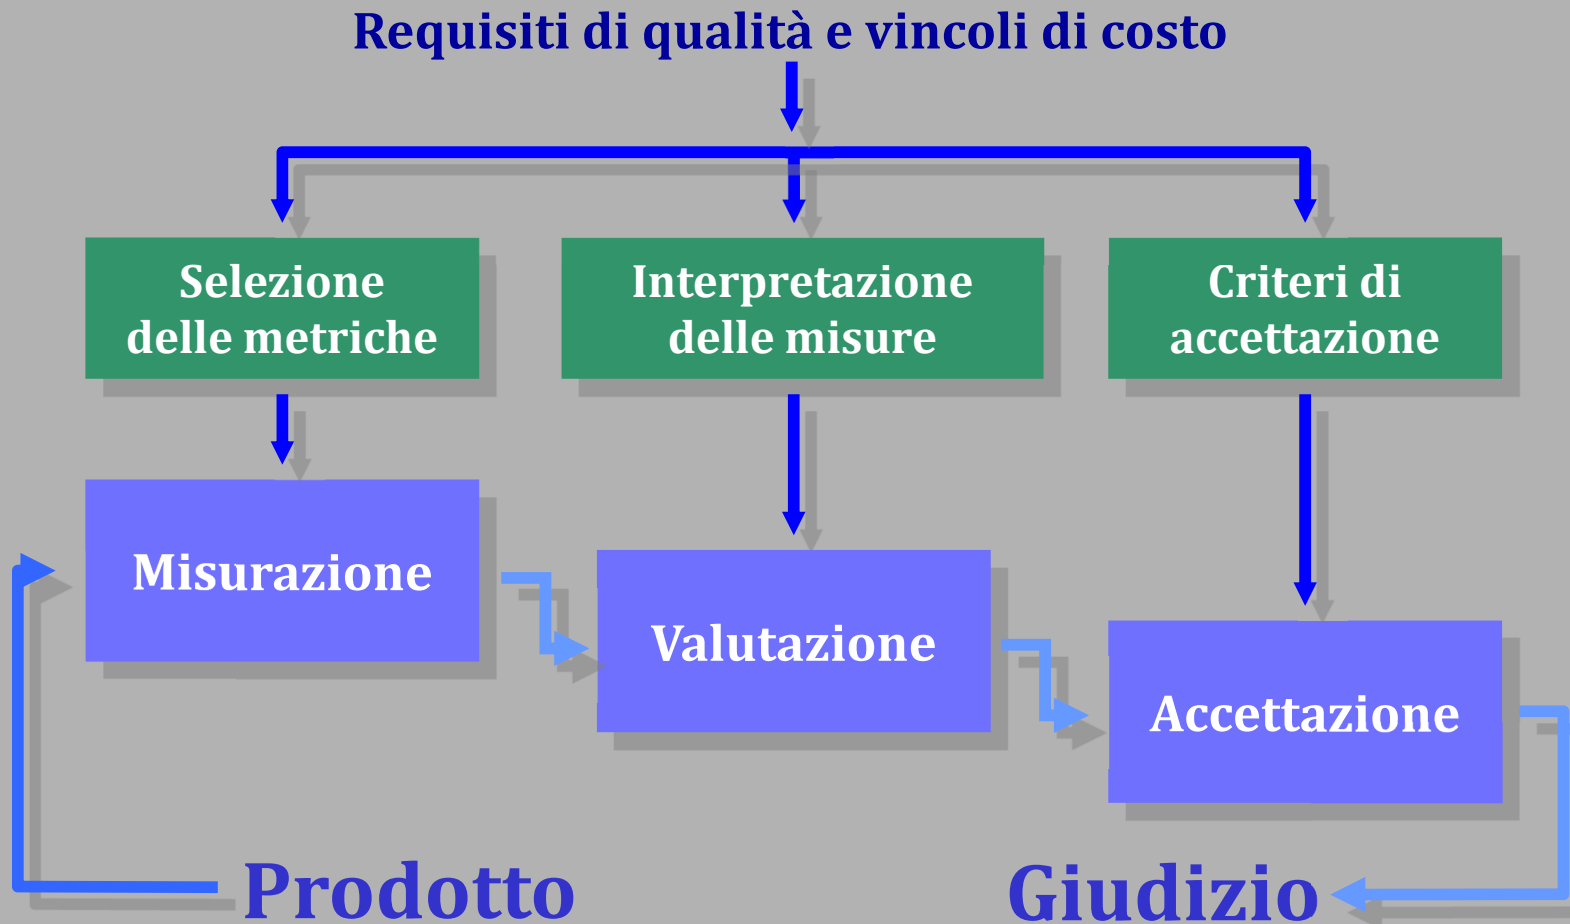 Requisiti di qualità e vincoli di costo
Selezione
delle metriche
Interpretazione
delle misure
Criteri di
accettazione
Misurazione
Valutazione
Accettazione
Prodotto
Giudizio